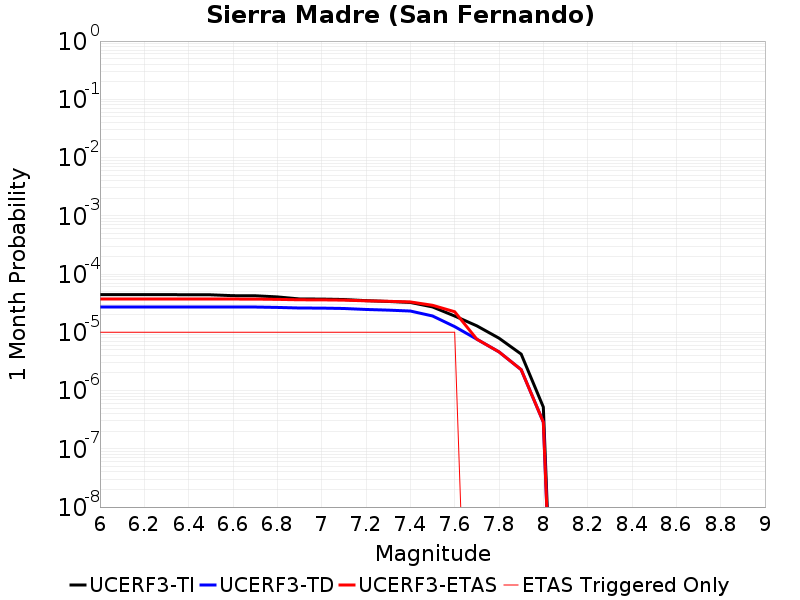 Sierra Madre (San Fernando)
1 Month Probability
10^0
10^-1
10^-2
10^-3
10^-4
10^-5
10^-6
10^-7
10^-8
6 6.2 6.4 6.6 6.8 7 7.2 7.4 7.6 7.8 8 8.2 8.4 8.6 8.8 9
Magnitude
UCERF3-TI UCERF3-TD UCERF3-ETAS ETAS Triggered Only